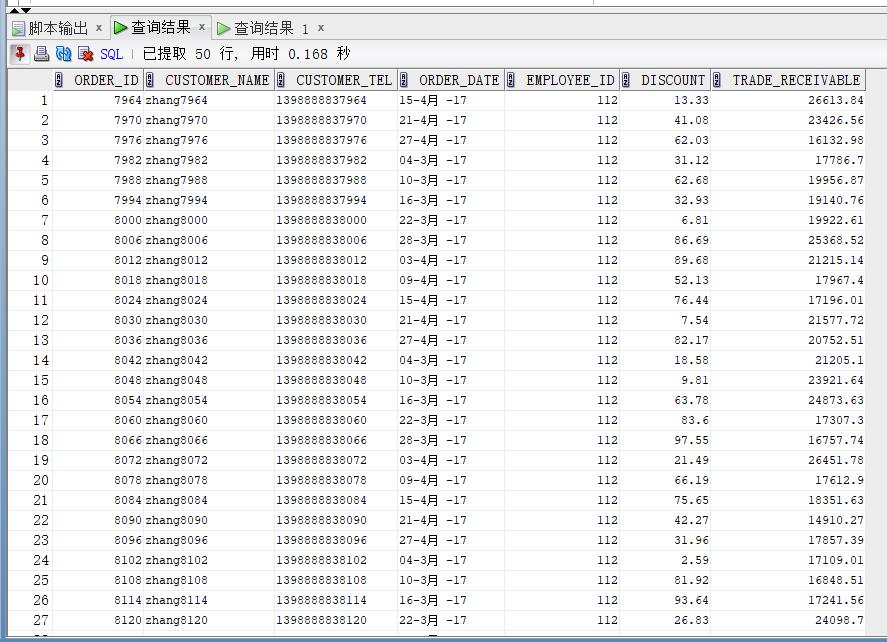 脚本输出 x 查询结果 x 查询结果 1 x
SQL | 已提取 50 行, 用时 0.168 秒
ORDER_ID CUSTOMER_NAME CUSTOMER_TEL ORDER_DATE EMPLOYEE_ID DISCOUNT TRADE_RECEIVABLE
1 7964 zhang7964 1398888837964 15-4月 -17 112 13.33 26613.84
2 7970 zhang7970 1398888837970 21-4月 -17 112 41.08 23426.56
3 7976 zhang7976 1398888837976 27-4月 -17 112 62.03 16132.98
4 7982 zhang7982 1398888837982 04-3月 -17 112 31.12 17786.7
5 7988 zhang7988 1398888837988 10-3月 -17 112 62.68 19956.87
6 7994 zhang7994 1398888837994 16-3月 -17 112 32.93 19140.76
7 8000 zhang8000 1398888838000 22-3月 -17 112 6.81 19922.61
8 8006 zhang8006 1398888838006 28-3月 -17 112 86.69 25368.52
9 8012 zhang8012 1398888838012 03-4月 -17 112 89.68 21215.14
10 8018 zhang8018 1398888838018 09-4月 -17 112 52.13 17967.4
11 8024 zhang8024 1398888838024 15-4月 -17 112 76.44 17196.01
12 8030 zhang8030 1398888838030 21-4月 -17 112 7.54 21577.72
13 8036 zhang8036 1398888838036 27-4月 -17 112 82.17 20752.51
14 8042 zhang8042 1398888838042 04-3月 -17 112 18.58 21205.1
15 8048 zhang8048 1398888838048 10-3月 -17 112 9.81 23921.64
16 8054 zhang8054 1398888838054 16-3月 -17 112 63.78 24873.63
17 8060 zhang8060 1398888838060 22-3月 -17 112 83.6 17307.3
18 8066 zhang8066 1398888838066 28-3月 -17 112 97.55 16757.74
19 8072 zhang8072 1398888838072 03-4月 -17 112 21.49 26451.78
20 8078 zhang8078 1398888838078 09-4月 -17 112 66.19 17612.9
21 8084 zhang8084 1398888838084 15-4月 -17 112 75.65 18351.63
22 8090 zhang8090 1398888838090 21-4月 -17 112 42.27 14910.27
23 8096 zhang8096 1398888838096 27-4月 -17 112 31.96 17857.39
24 8102 zhang8102 1398888838102 04-3月 -17 112 2.59 17109.01
25 8108 zhang8108 1398888838108 10-3月 -17 112 81.92 16848.51
26 8114 zhang8114 1398888838114 16-3月 -17 112 93.64 17241.56
27 8120 zhang8120 1398888838120 22-3月 -17 112 26.83 24098.7